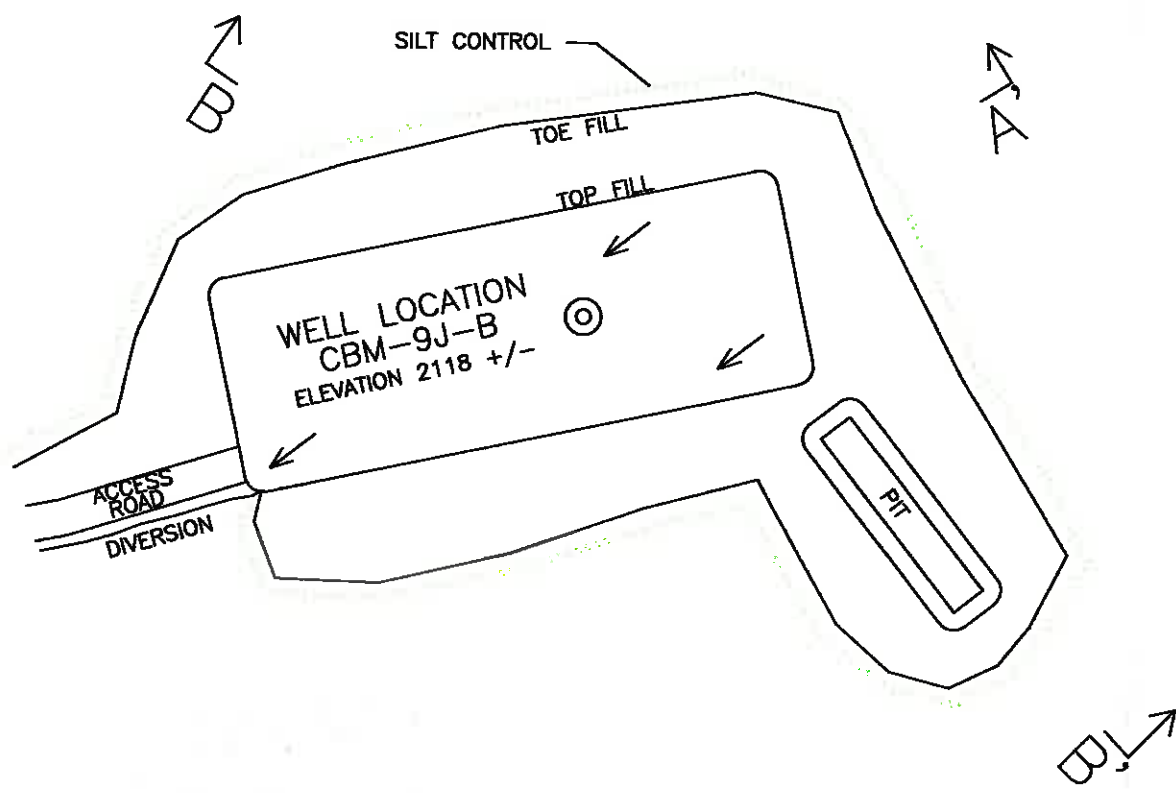 SILT CONTROL
B
A'
TOE FILL
TOP FILL
WELL LOCATION
CBM-9J-B
ELEVATION 2118 +/-
ACCESS
ROAD
DIVERSION
PIT
B'